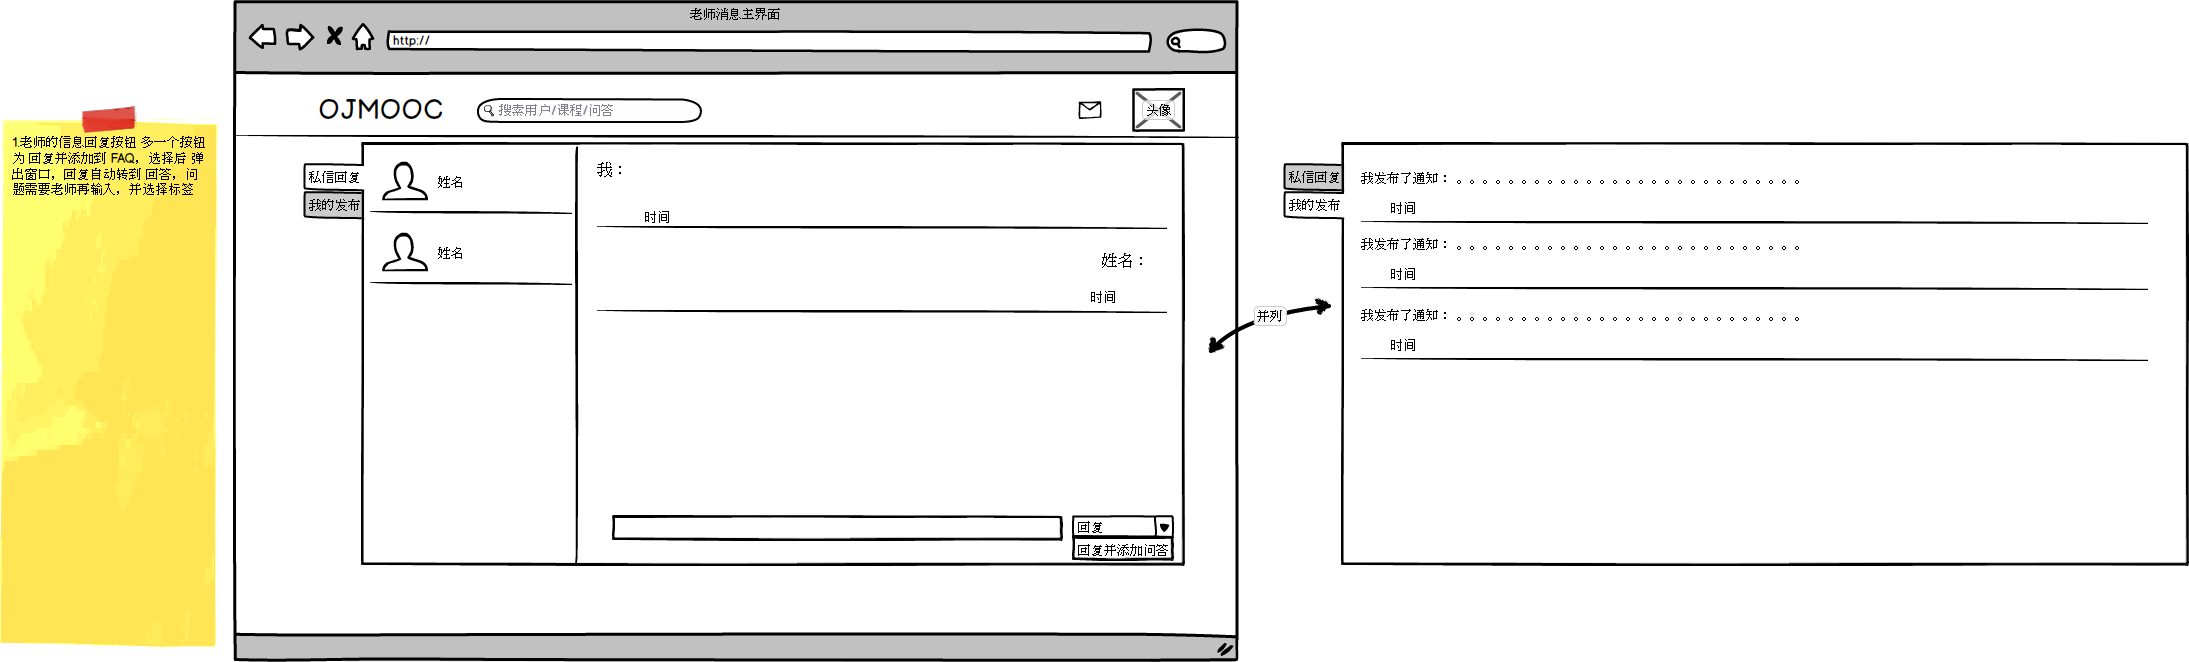 1.老师的信息回复按钮 多一个按钮
为 回复并添加到 FAQ，选择后 弹
出窗口，回复自动转到 回答，问
题需要老师再输入，并选择标签
老师消息主界面
http://
OJMOOC
搜索用户/课程/问答
头像
私信回复
我的发布
姓名
姓名
我：
时间
姓名：
时间
回复
回复并添加问答
并列
私信回复
我的发布
我发布了通知：。。。。。。。。。。。。。。。。。。。。。。。。。。。
时间
我发布了通知：。。。。。。。。。。。。。。。。。。。。。。。。。。。
时间
我发布了通知：。。。。。。。。。。。。。。。。。。。。。。。。。。。
时间